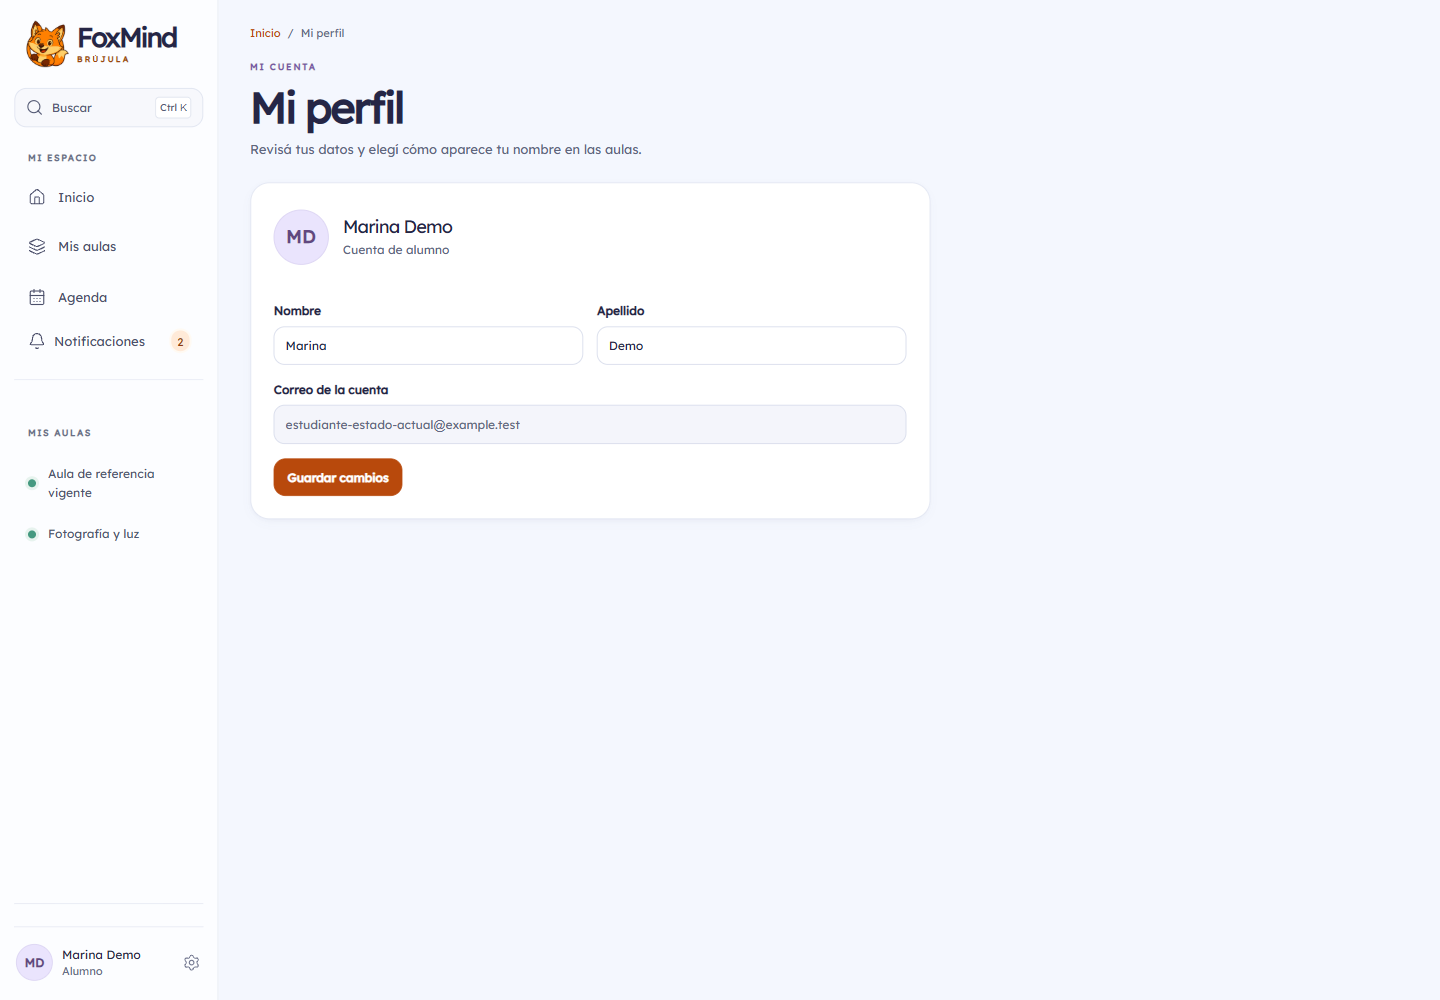 FoxMind
BRÚJULA
Buscar
Ctrl K
MI ESPACIO
Inicio
Mis aulas
Agenda
Notificaciones
2
MIS AULAS
Aula de referencia
vigente
Fotografía y luz
MD
Marina Demo
Alumno
Inicio / Mi perfil
MI CUENTA
Mi perfil
Revisá tus datos y elegí cómo aparece tu nombre en las aulas.
MD
Marina Demo
Cuenta de alumno
Nombre
Apellido
Marina
Demo
Correo de la cuenta
estudiante-estado-actual@example.test
Guardar cambios